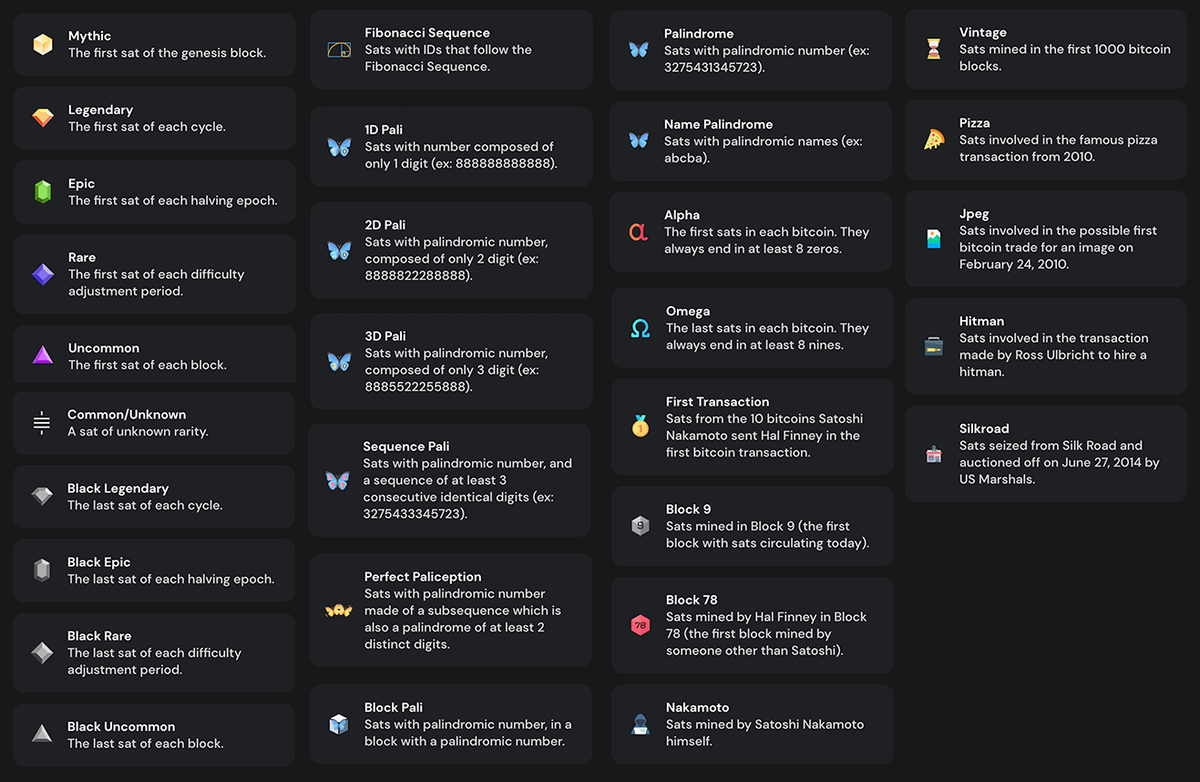 Mythic
The first sat of the genesis block.
Legendary
The first sat of each cycle.
Epic
The first sat of each halving epoch.
Rare
The first sat of each difficulty
adjustment period.
Uncommon
The first sat of each block.
Common/Unknown
A sat of unknown rarity.
Black Legendary
The last sat of each cycle.
Black Epic
The last sat of each halving epoch.
Black Rare
The last sat of each difficulty
adjustment period.
Black Uncommon
The last sat of each block.
Fibonacci Sequence
Sats with IDs that follow the
Fibonacci Sequence.
1D Pali
Sats with number composed of
only 1 digit (ex: 888888888888).
2D Pali
Sats with palindromic number,
composed of only 2 digit (ex:
8888822288888).
3D Pali
Sats with palindromic number,
composed of only 3 digit (ex:
8885522255888).
Sequence Pali
Sats with palindromic number, and
a sequence of at least 3
consecutive identical digits (ex:
3275433345723).
Perfect Paliception
Sats with palindromic number
made of a subsequence which is
also a palindrome of at least 2
distinct digits.
Block Pali
Sats with palindromic number, in a
block with a palindromic number.
Palindrome
Sats with palindromic number (ex:
3275431345723).
Name Palindrome
Sats with palindromic names (ex:
abcba).
Alpha
The first sats in each bitcoin. They
always end in at least 8 zeros.
Omega
The last sats in each bitcoin. They
always end in at least 8 nines.
1
First Transaction
Sats from the 10 bitcoins Satoshi
Nakamoto sent Hal Finney in the
first bitcoin transaction.
9
Block 9
Sats mined in Block 9 (the first
block with sats circulating today).
78
Block 78
Sats mined by Hal Finney in Block
78 (the first block mined by
someone other than Satoshi).
Nakamoto
Sats mined by Satoshi Nakamoto
himself.
Vintage
Sats mined in the first 1000 bitcoin
blocks.
Pizza
Sats involved in the famous pizza
transaction from 2010.
Jpeg
Sats involved in the possible first
bitcoin trade for an image on
February 24, 2010.
Hitman
Sats involved in the transaction
made by Ross Ulbricht to hire a
hitman.
Silkroad
Sats seized from Silk Road and
auctioned off on June 27, 2014 by
US Marshals.